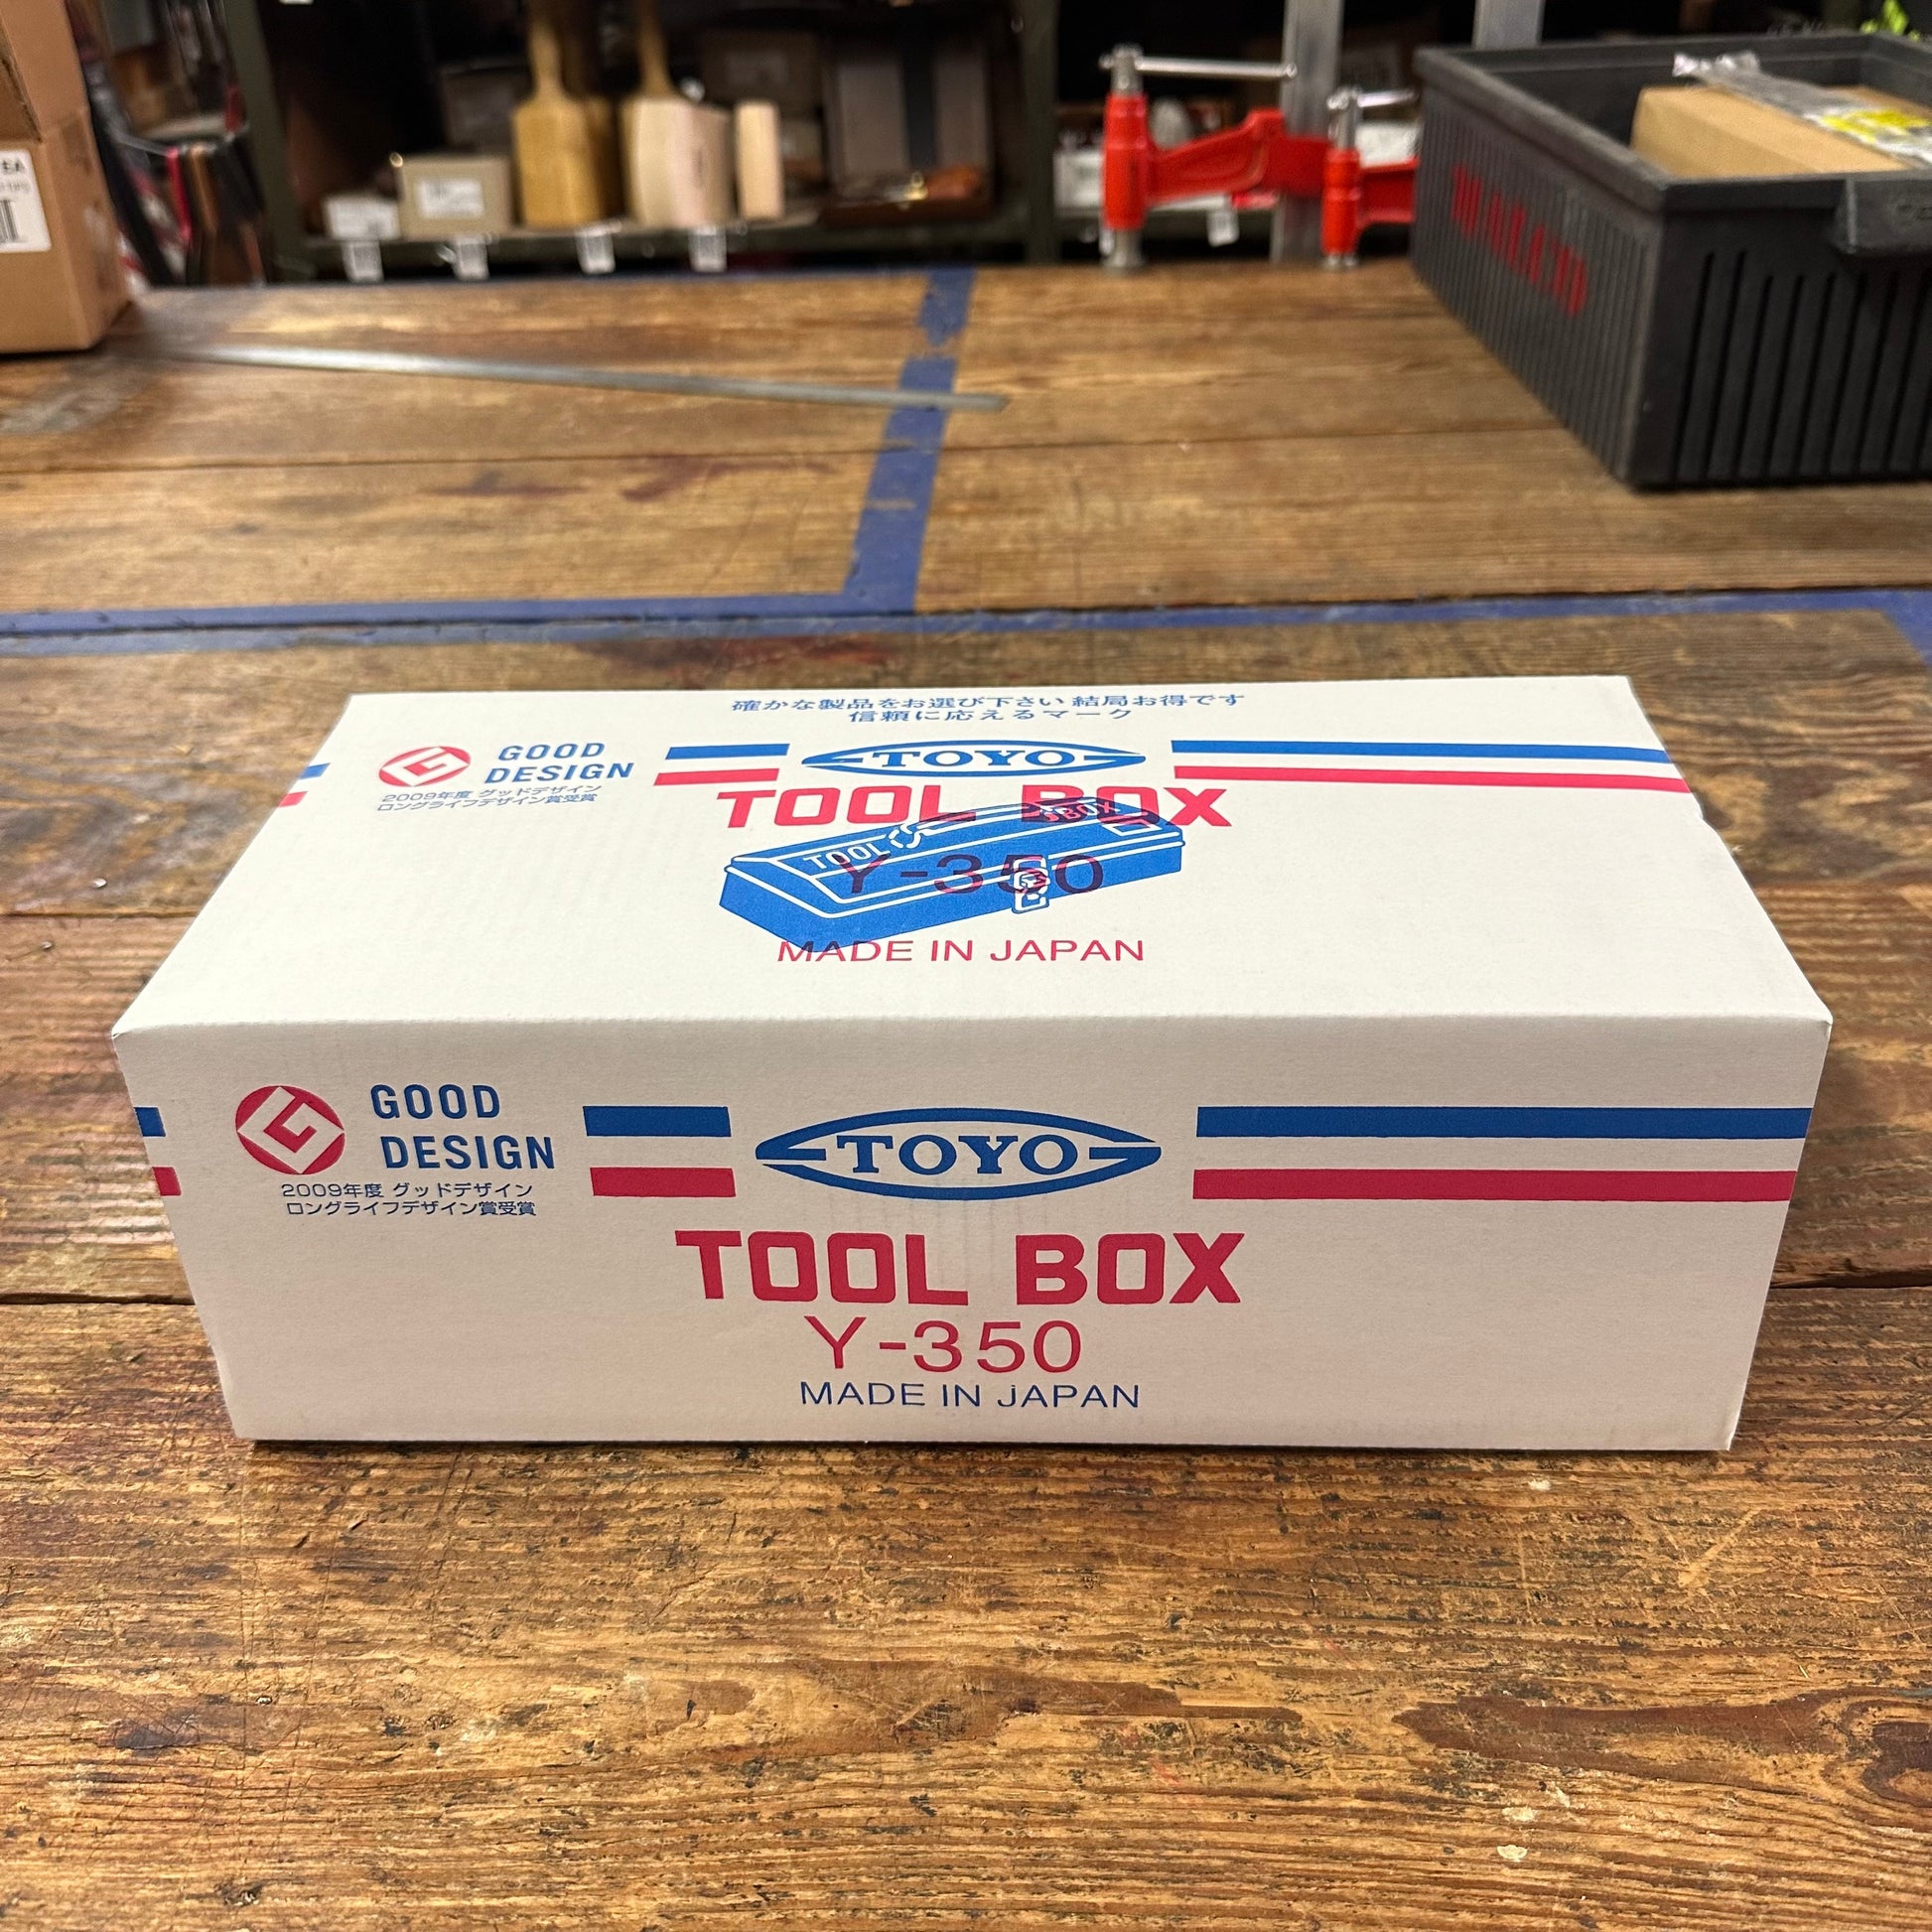 確かな製品をお選び下さい 結局お得です
信頼に応えるマーク
GOOD
DESIGN
2009年度 グッドデザイン
ロングライフデザイン賞受賞
TOYO
TOOL BOX
TOOL BOX
Y-350
MADE IN JAPAN
GOOD
DESIGN
2009年度 グッドデザイン
ロングライフデザイン賞受賞
TOYO
TOOL BOX
Y-350
MADE IN JAPAN